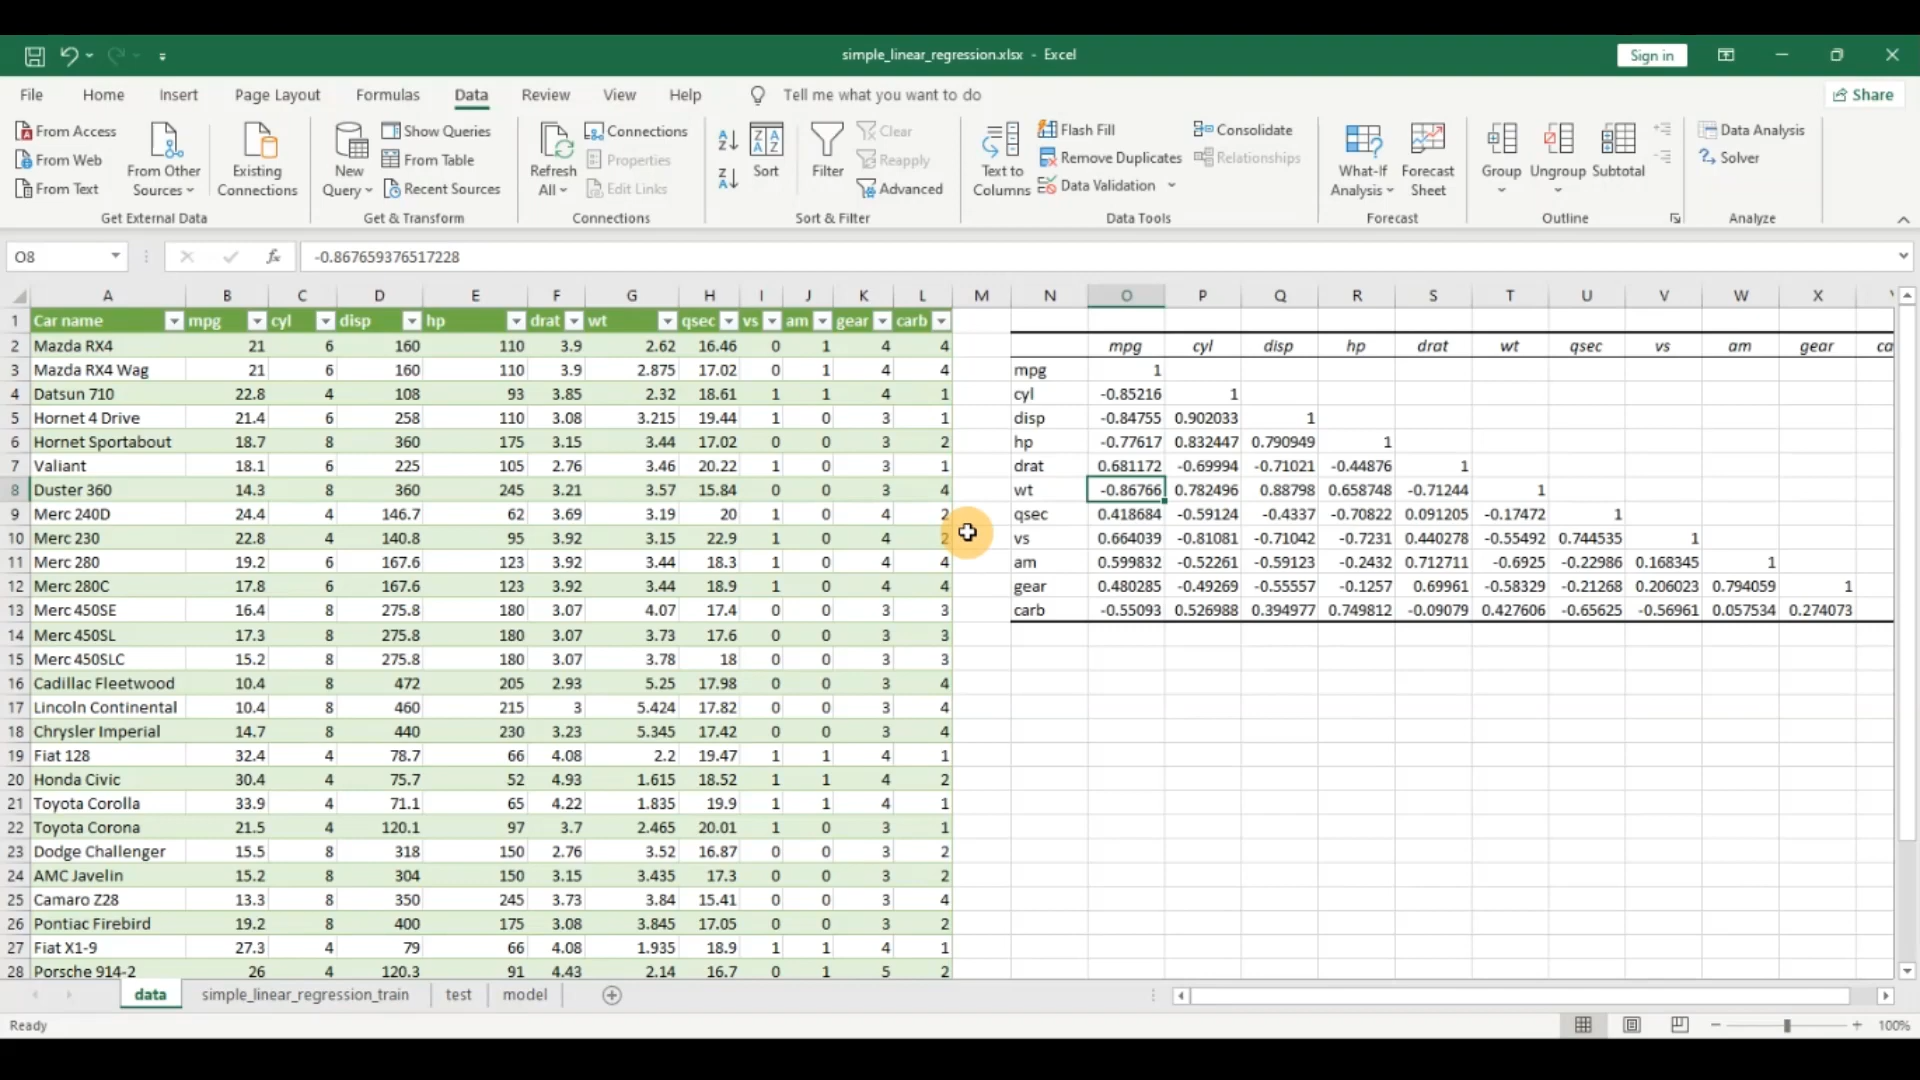 simple_linear_regression.xlsx - Excel
Sign in
File Home Insert Page Layout Formulas Data Review View Help Tell me what you want to do Share
From Access
From Web
From Text
From Other Sources
Existing Connections
Get External Data
New Query
Show Queries
From Table
Recent Sources
Get & Transform
Refresh All
Connections
Properties
Edit Links
Connections
Sort
Filter
Clear
Reapply
Advanced
Sort & Filter
Text to Columns
Flash Fill
Remove Duplicates
Data Validation
Consolidate
Relationships
Data Tools
What-If Analysis
Forecast Sheet
Forecast
Group
Ungroup
Subtotal
Outline
Data Analysis
Solver
Analyze
O8 fx -0.867659376517228
A B C D E F G H I J K L M N O P Q R S T U V W X
1 Car name mpg cyl disp hp drat wt qsec vs am gear carb
2 Mazda RX4 21 6 160 110 3.9 2.62 16.46 0 1 4 4 mpg cyl disp hp drat wt qsec vs am gear ca
3 Mazda RX4 Wag 21 6 160 110 3.9 2.875 17.02 0 1 4 4 mpg 1
4 Datsun 710 22.8 4 108 93 3.85 2.32 18.61 1 1 4 1 cyl -0.85216 1
5 Hornet 4 Drive 21.4 6 258 110 3.08 3.215 19.44 1 0 3 1 disp -0.84755 0.902033 1
6 Hornet Sportabout 18.7 8 360 175 3.15 3.44 17.02 0 0 3 2 hp -0.77617 0.832447 0.790949 1
7 Valiant 18.1 6 225 105 2.76 3.46 20.22 1 0 3 1 drat 0.681172 -0.69994 -0.71021 -0.44876 1
8 Duster 360 14.3 8 360 245 3.21 3.57 15.84 0 0 3 4 wt -0.86766 0.782496 0.88798 0.658748 -0.71244 1
9 Merc 240D 24.4 4 146.7 62 3.69 3.19 20 1 0 4 2 qsec 0.418684 -0.59124 -0.4337 -0.70822 0.091205 -0.17472 1
10 Merc 230 22.8 4 140.8 95 3.92 3.15 22.9 1 0 4 2 vs 0.664039 -0.81081 -0.71042 -0.7231 0.440278 -0.55492 0.744535 1
11 Merc 280 19.2 6 167.6 123 3.92 3.44 18.3 1 0 4 4 am 0.599832 -0.52261 -0.59123 -0.2432 0.712711 -0.6925 -0.22986 0.168345 1
12 Merc 280C 17.8 6 167.6 123 3.92 3.44 18.9 1 0 4 4 gear 0.480285 -0.49269 -0.55557 -0.1257 0.69961 -0.58329 -0.21268 0.206023 0.794059 1
13 Merc 450SE 16.4 8 275.8 180 3.07 4.07 17.4 0 0 3 3 carb -0.55093 0.526988 0.394977 0.749812 -0.09079 0.427606 -0.65625 -0.56961 0.057534 0.274073
14 Merc 450SL 17.3 8 275.8 180 3.07 3.73 17.6 0 0 3 3
15 Merc 450SLC 15.2 8 275.8 180 3.07 3.78 18 0 0 3 3
16 Cadillac Fleetwood 10.4 8 472 205 2.93 5.25 17.98 0 0 3 4
17 Lincoln Continental 10.4 8 460 215 3 5.424 17.82 0 0 3 4
18 Chrysler Imperial 14.7 8 440 230 3.23 5.345 17.42 0 0 3 4
19 Fiat 128 32.4 4 78.7 66 4.08 2.2 19.47 1 1 4 1
20 Honda Civic 30.4 4 75.7 52 4.93 1.615 18.52 1 1 4 2
21 Toyota Corolla 33.9 4 71.1 65 4.22 1.835 19.9 1 1 4 1
22 Toyota Corona 21.5 4 120.1 97 3.7 2.465 20.01 1 0 3 1
23 Dodge Challenger 15.5 8 318 150 2.76 3.52 16.87 0 0 3 2
24 AMC Javelin 15.2 8 304 150 3.15 3.435 17.3 0 0 3 2
25 Camaro Z28 13.3 8 350 245 3.73 3.84 15.41 0 0 3 4
26 Pontiac Firebird 19.2 8 400 175 3.08 3.845 17.05 0 0 3 2
27 Fiat X1-9 27.3 4 79 66 4.08 1.935 18.9 1 1 4 1
28 Porsche 914-2 26 4 120.3 91 4.43 2.14 16.7 0 1 5 2
data simple_linear_regression_train test model
Ready 100%